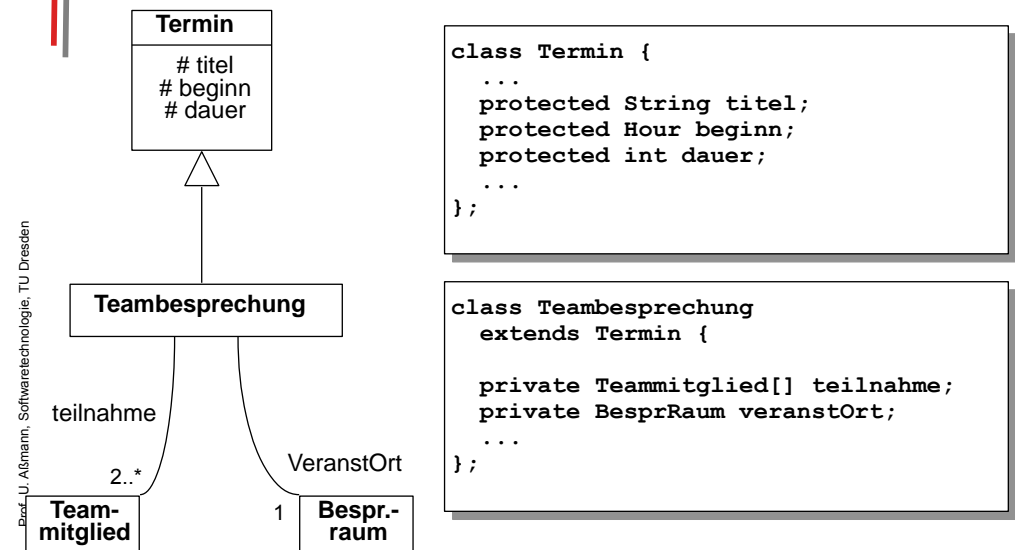 Termin
# titel
# beginn
# dauer
Teambesprechung
teilnahme
2..*
VeranstOrt
1
Team-
mitglied
Bespr.-
raum
class Termin {
...
protected String titel;
protected Hour beginn;
protected int dauer;
...
};
class Teambesprechung
extends Termin {
private Teammitglied[] teilnahme;
private BesprRaum veranstOrt;
...
};
Prof. U. Aßmann, Softwaretechnologie, TU Dresden